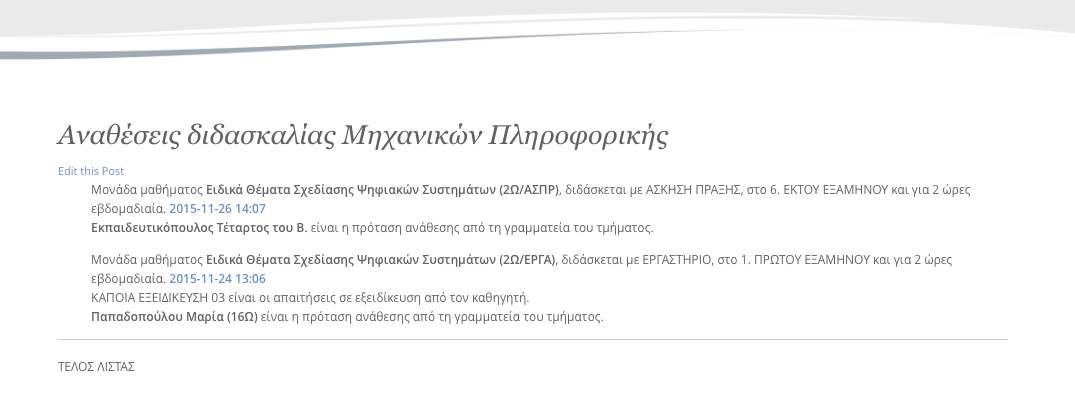 Αναθέσεις διδασκαλίας Μηχανικών Πληροφορικής
Edit this Post
Μονάδα μαθήματος Ειδικά Θέματα Σχεδίασης Ψηφιακών Συστημάτων (2Ω/ΑΣΠΡ), διδάσκεται με ΑΣΚΗΣΗ ΠΡΑΞΗΣ, στο 6. ΕΚΤΟΥ ΕΞΑΜΗΝΟΥ και για 2 ώρες
εβδομαδιαία. 2015-11-26 14:07
Εκπαιδευτικόπουλος Τέταρτος του Β. είναι η πρόταση ανάθεσης από τη γραμματεία του τμήματος.
Μονάδα μαθήματος Ειδικά Θέματα Σχεδίασης Ψηφιακών Συστημάτων (2Ω/ΕΡΓΑ), διδάσκεται με ΕΡΓΑΣΤΗΡΙΟ, στο 1. ΠΡΩΤΟΥ ΕΞΑΜΗΝΟΥ και για 2 ώρες
εβδομαδιαία. 2015-11-24 13:06
ΚΑΠΟΙΑ ΕΞΕΙΔΙΚΕΥΣΗ 03 είναι οι απαιτήσεις σε εξειδίκευση από τον καθηγητή.
Παπαδοπούλου Μαρία (16Ω) είναι η πρόταση ανάθεσης από τη γραμματεία του τμήματος.
ΤΕΛΟΣ ΛΙΣΤΑΣ